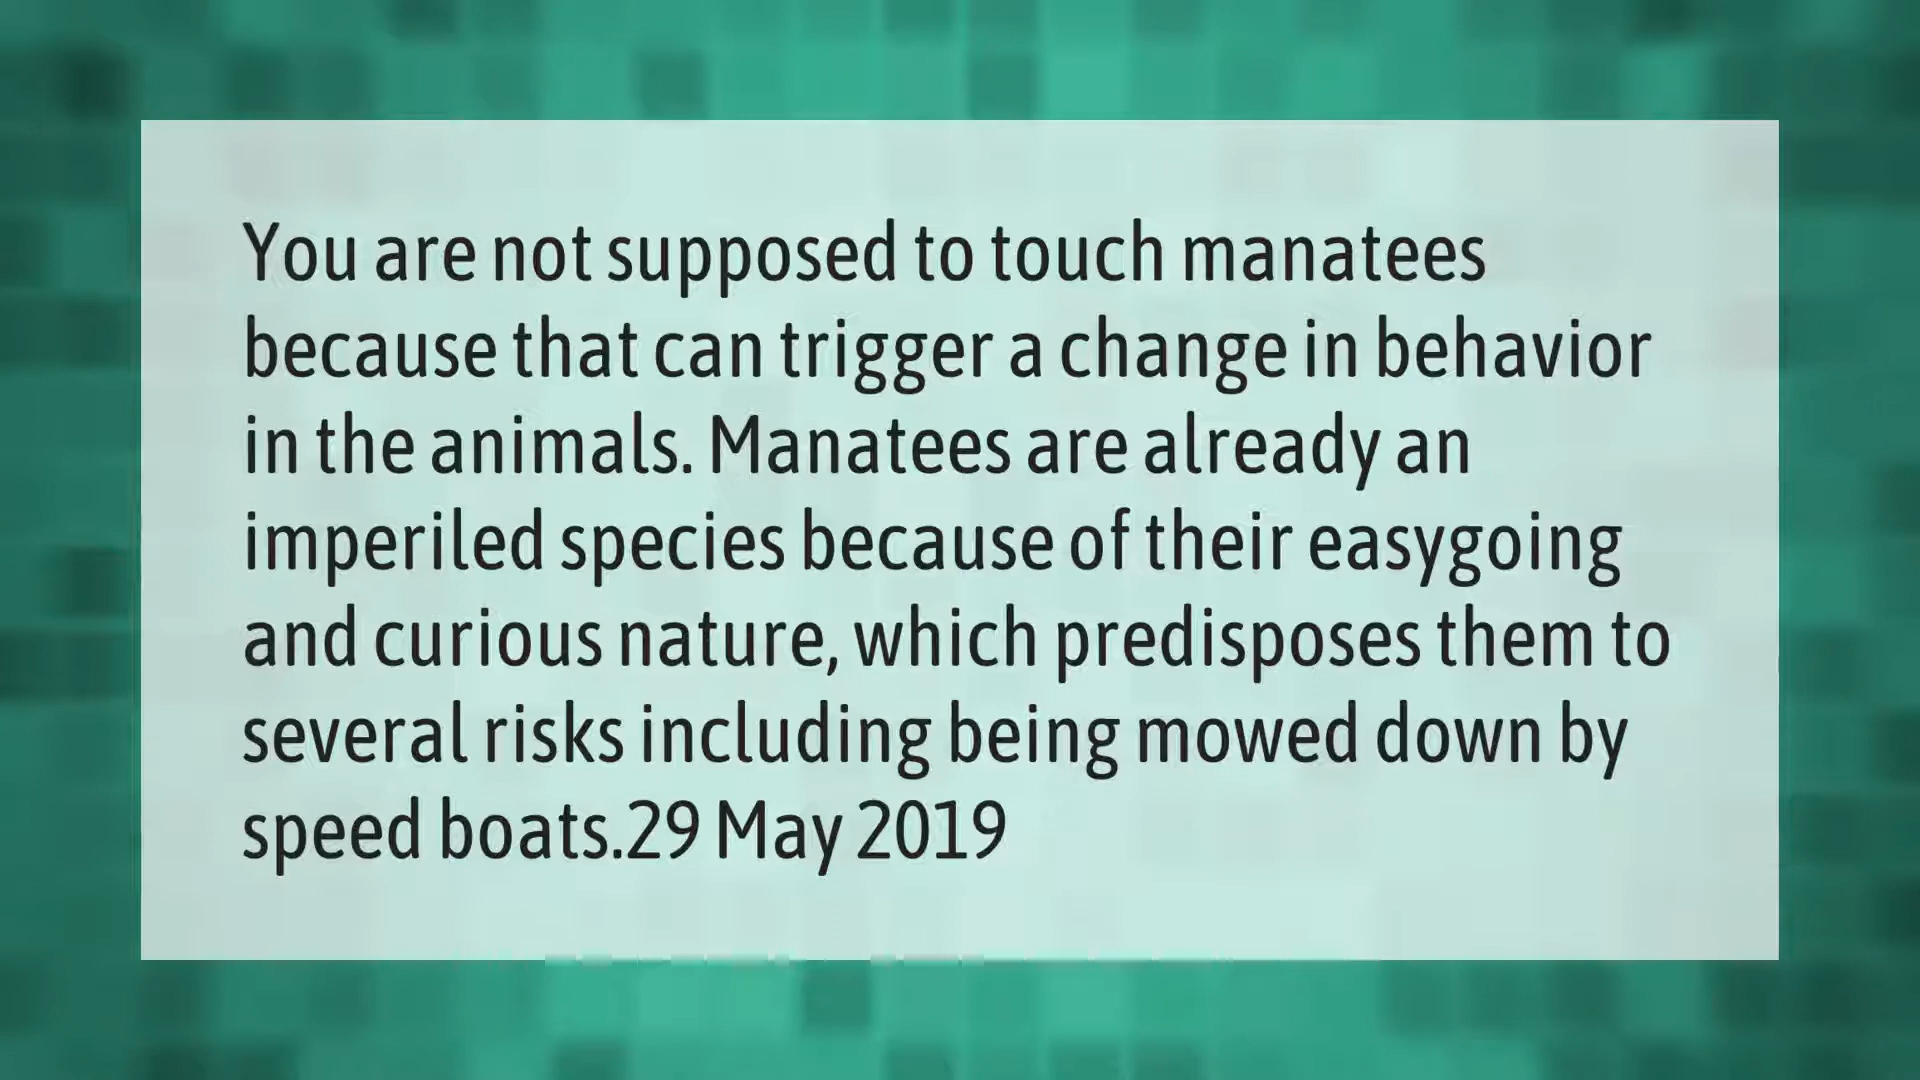 You are not supposed to touch manatees
because that can trigger a change in behavior
in the animals. Manatees are already an
imperiled species because of their easygoing
and curious nature, which predisposes them to
several risks including being mowed down by
speed boats.29 May 2019